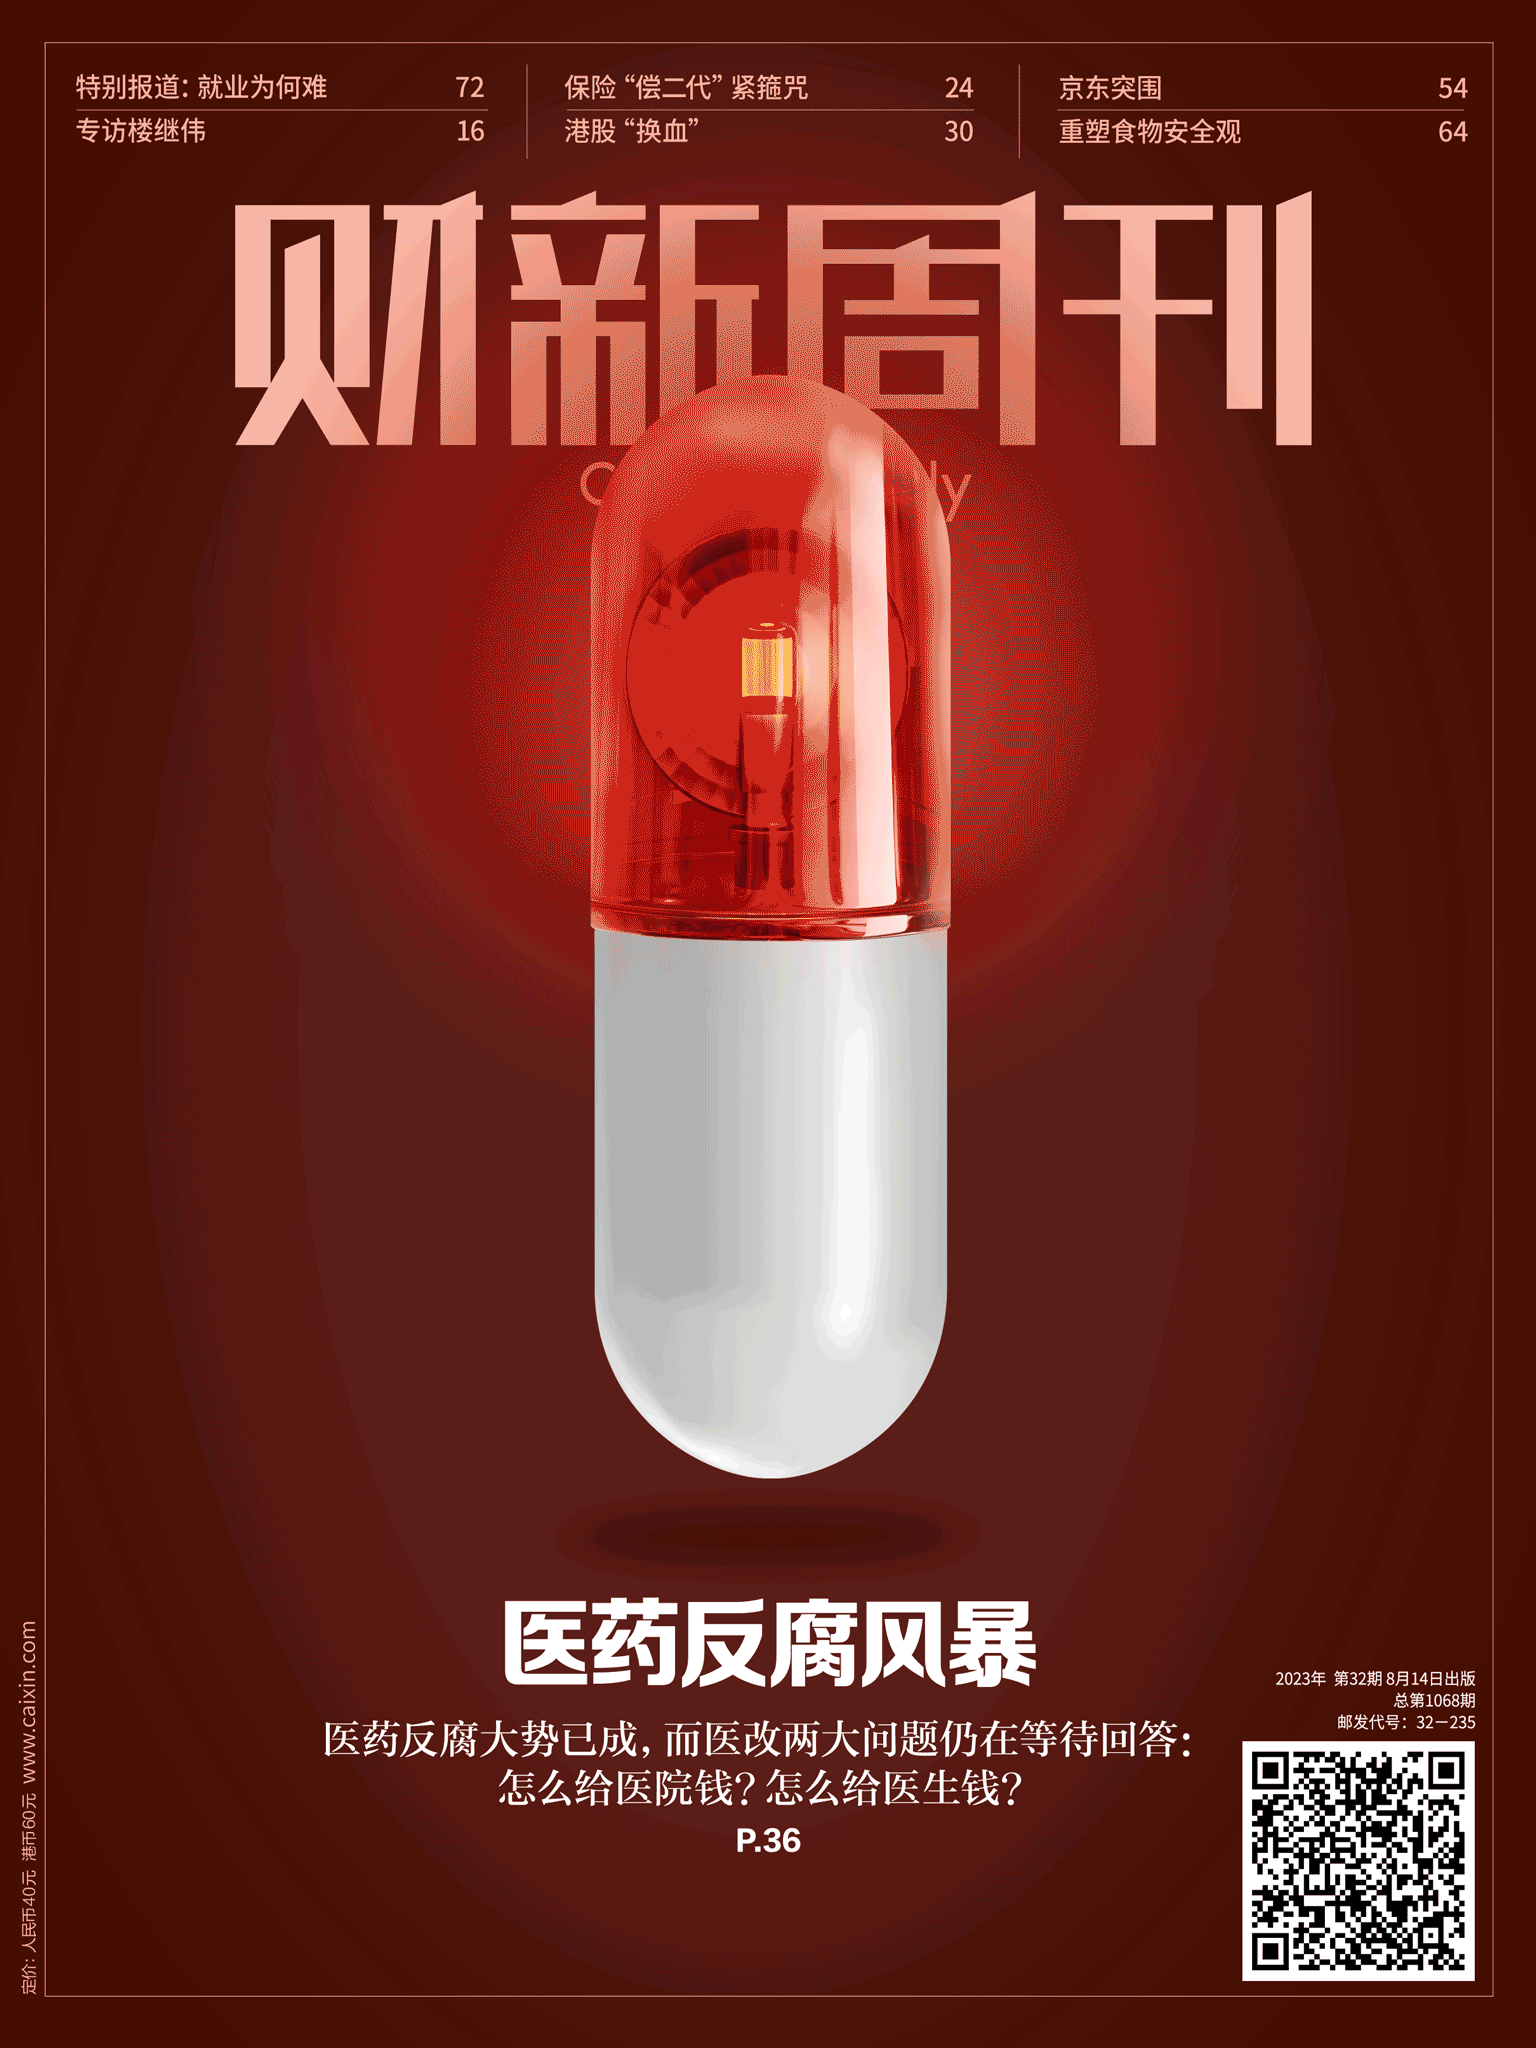 特别报道：就业为何难 72
专访楼继伟 16
保险“偿二代”紧箍咒 24
港股“换血” 30
京东突围 54
重塑食物安全观 64
财新周刊
医药反腐风暴
医药反腐大势已成，而医改两大问题仍在等待回答：
怎么给医院钱？怎么给医生钱？
P.36
2023年 第32期 8月14日出版
总第1068期
邮发代号：32－235
定价：人民币40元 港币60元 www.caixin.com